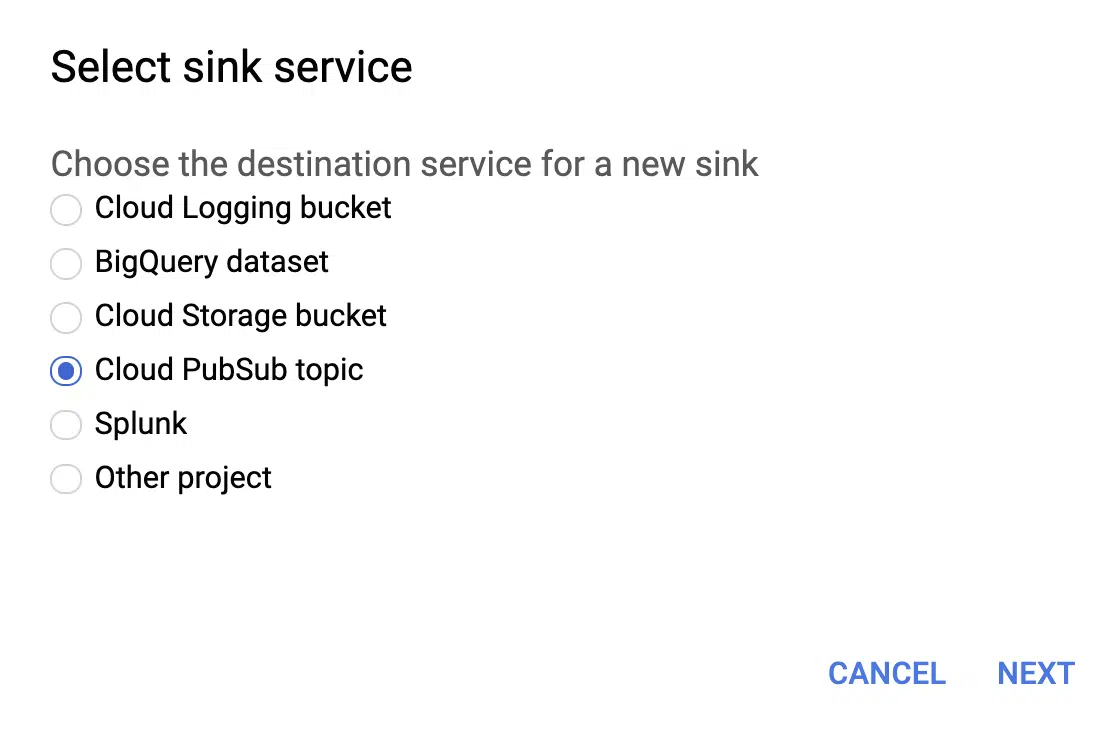 Select sink service
Choose the destination service for a new sink
Cloud Logging bucket
BigQuery dataset
Cloud Storage bucket
Cloud PubSub topic
Splunk
Other project
CANCEL NEXT